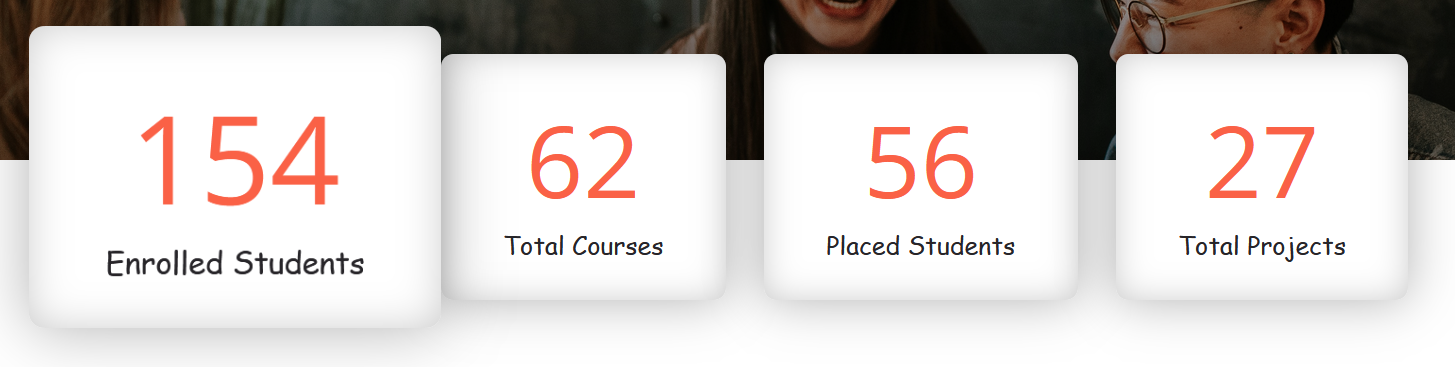 154
Enrolled Students
62
Total Courses
56
Placed Students
27
Total Projects